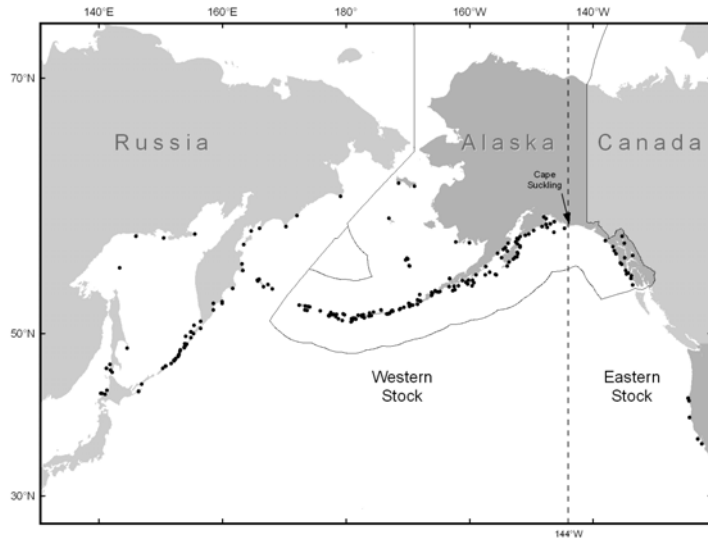 140°E 160°E 180° 160°W 140°W
70°N
Russia Alaska Canada
Cape
Suckling
50°N
Western
Stock
Eastern
Stock
30°N
144°W